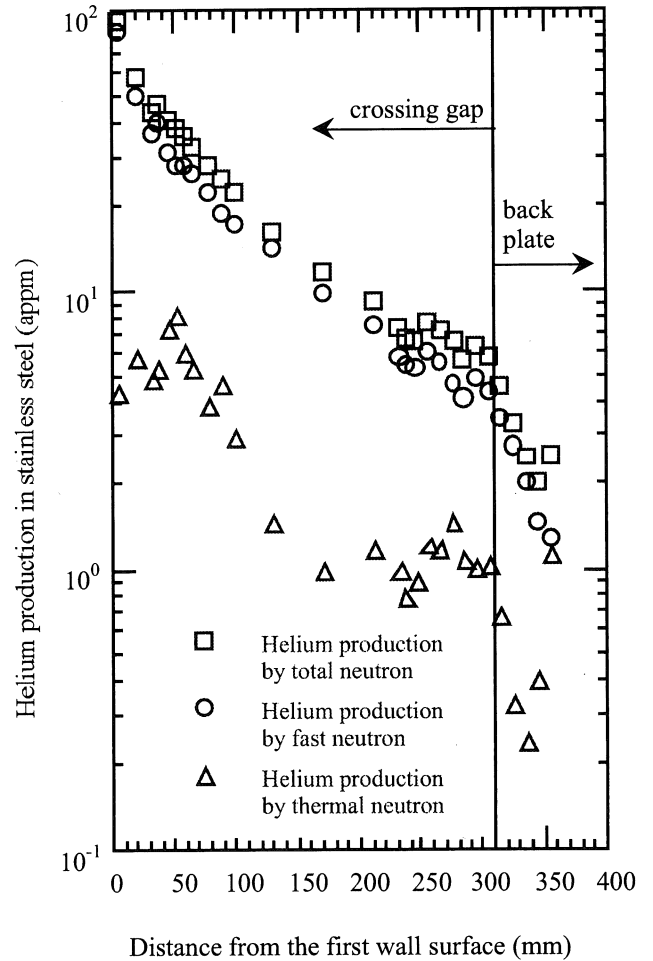 10²
crossing gap
back
plate
10¹
Helium production in stainless steel (appm)
10⁰
Helium production
by total neutron
Helium production
by fast neutron
Helium production
by thermal neutron
10⁻¹
0 50 100 150 200 250 300 350 400
Distance from the first wall surface (mm)